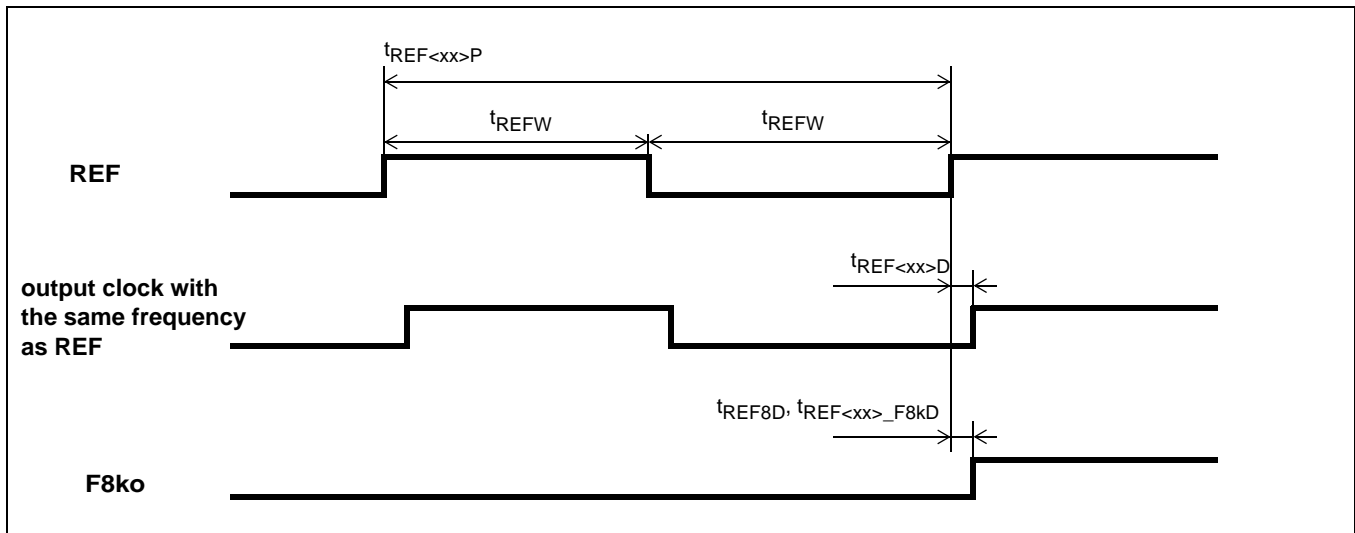 tREF<xx>P
tREFW tREFW
REF
tREF<xx>D
output clock with
the same frequency
as REF
tREF8D, tREF<xx>_F8kD
F8ko